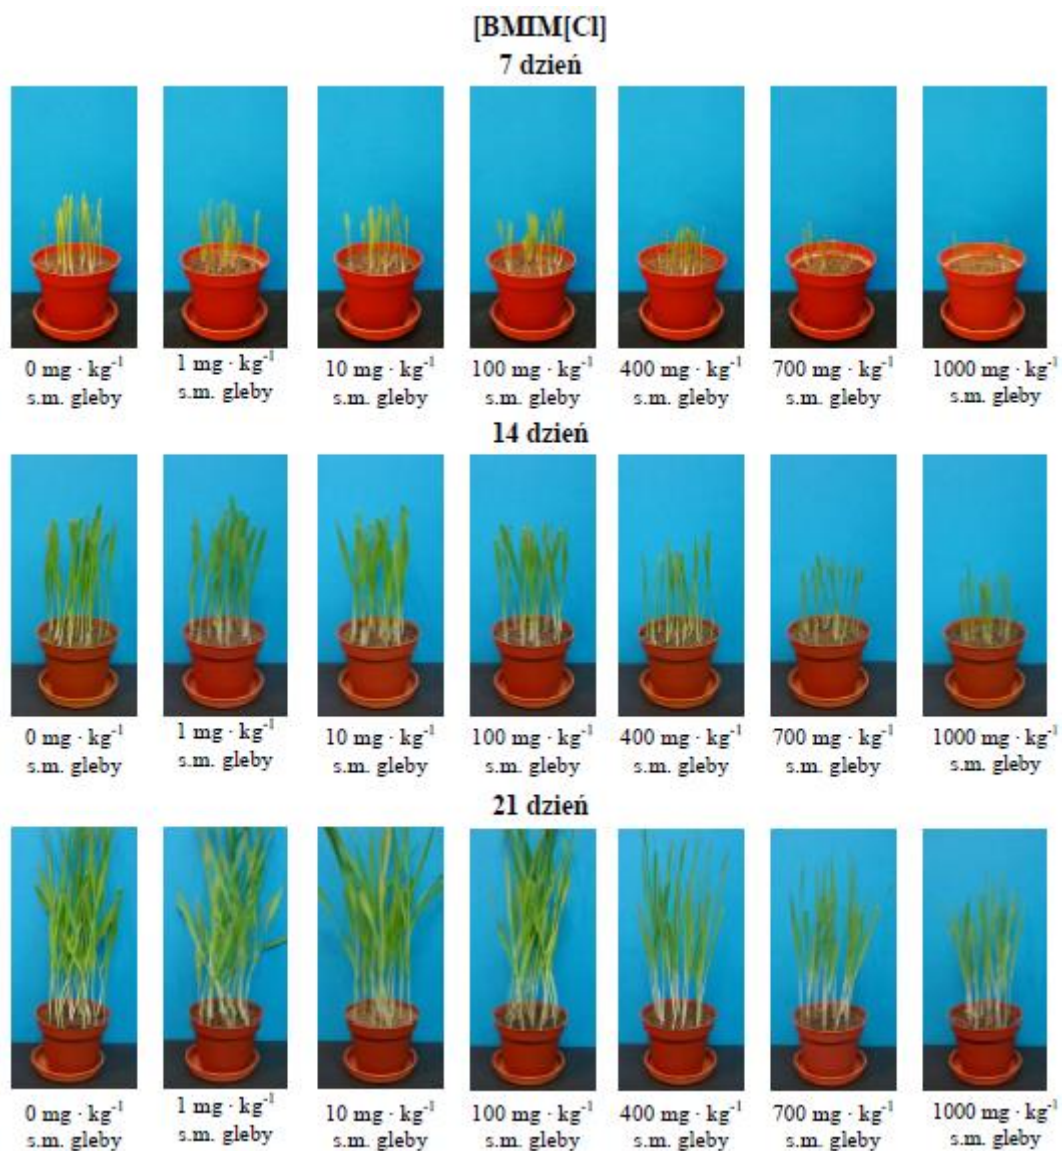 [BMIM[Cl]
7 dzień
0 mg · kg⁻¹ s.m. gleby
1 mg · kg⁻¹ s.m. gleby
10 mg · kg⁻¹ s.m. gleby
100 mg · kg⁻¹ s.m. gleby
400 mg · kg⁻¹ s.m. gleby
700 mg · kg⁻¹ s.m. gleby
1000 mg · kg⁻¹ s.m. gleby
14 dzień
0 mg · kg⁻¹ s.m. gleby
1 mg · kg⁻¹ s.m. gleby
10 mg · kg⁻¹ s.m. gleby
100 mg · kg⁻¹ s.m. gleby
400 mg · kg⁻¹ s.m. gleby
700 mg · kg⁻¹ s.m. gleby
1000 mg · kg⁻¹ s.m. gleby
21 dzień
0 mg · kg⁻¹ s.m. gleby
1 mg · kg⁻¹ s.m. gleby
10 mg · kg⁻¹ s.m. gleby
100 mg · kg⁻¹ s.m. gleby
400 mg · kg⁻¹ s.m. gleby
700 mg · kg⁻¹ s.m. gleby
1000 mg · kg⁻¹ s.m. gleby